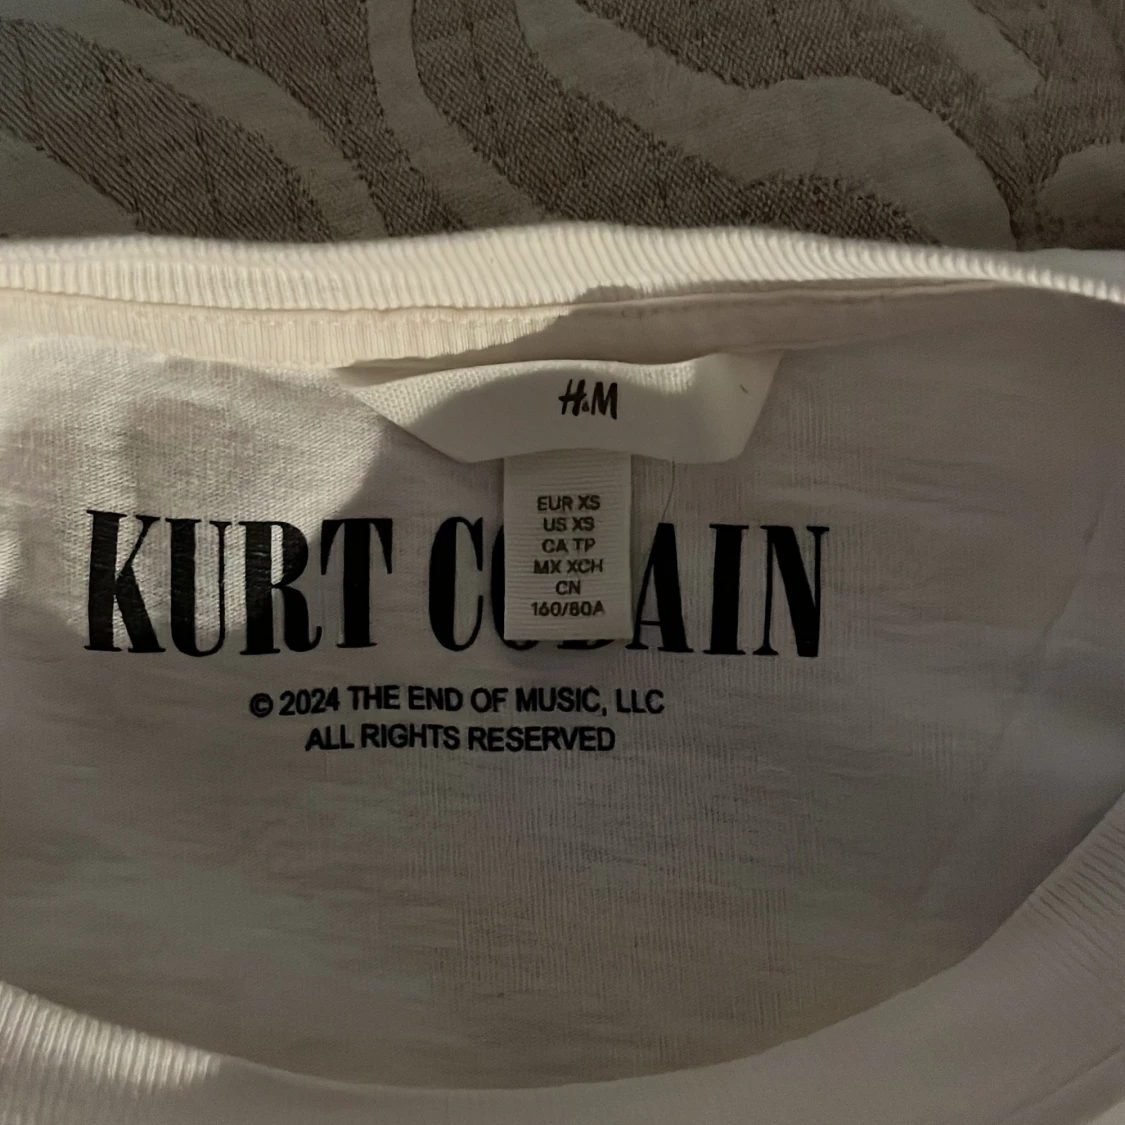 H&M
EUR XS
US XS
CA TP
MX XCH
CN
160/80A
KURT COBAIN
© 2024 THE END OF MUSIC, LLC
ALL RIGHTS RESERVED